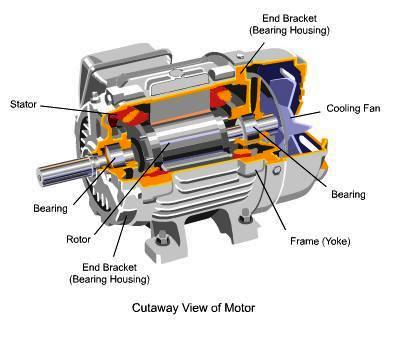 End Bracket
(Bearing Housing)
Stator
Cooling Fan
Bearing
Bearing
Rotor
Frame (Yoke)
End Bracket
(Bearing Housing)
Cutaway View of Motor